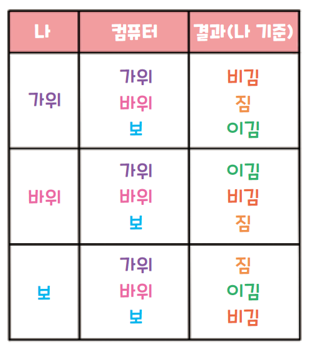 나 컴퓨터 결과(나 기준)
가위 가위 비김
바위 짐
보 이김
바위 가위 이김
바위 비김
보 짐
보 가위 짐
바위 이김
보 비김